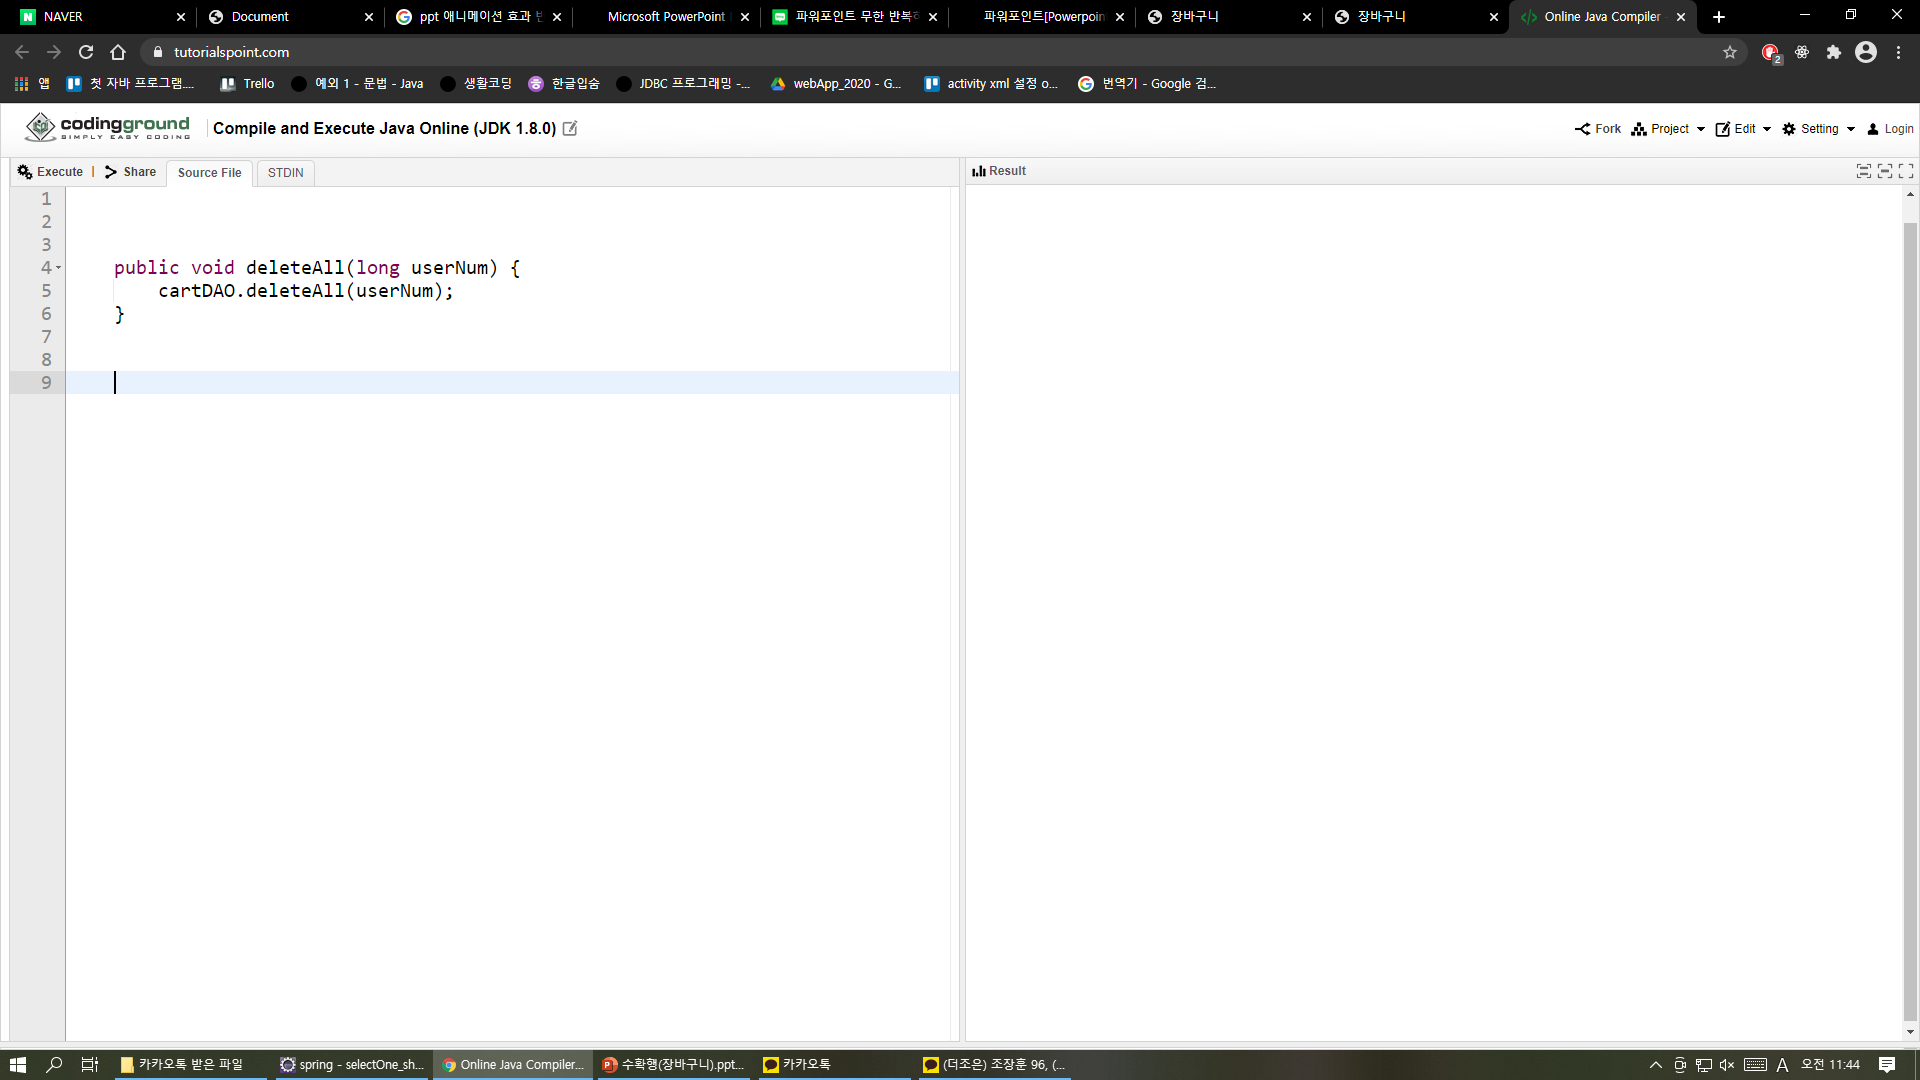 NAVER
Document
ppt 애니메이션 효과
Microsoft PowerPoint
파워포인트 무한 반복
파워포인트[Powerpoin
장바구니
장바구니
Online Java Compiler
tutorialspoint.com
2
앱
첫 자바 프로그램....
Trello
예외 1 - 문법 - Java
생활코딩
한글입숨
JDBC 프로그래밍 -...
webApp_2020 - G...
activity xml 설정 o...
번역기 - Google 검...
codingground
SIMPLY EASY CODING
Compile and Execute Java Online (JDK 1.8.0)
Fork
Project
Edit
Setting
Login
Execute | Share
Source File
STDIN
Result
1
2
3
4 public void deleteAll(long userNum) {
5 cartDAO.deleteAll(userNum);
6 }
7
8
9
카카오톡 받은 파일
spring - selectOne_sh...
Online Java Compiler...
수확행(장바구니).ppt...
카카오톡
(더조은) 조장훈 96, (...
A
오전 11:44